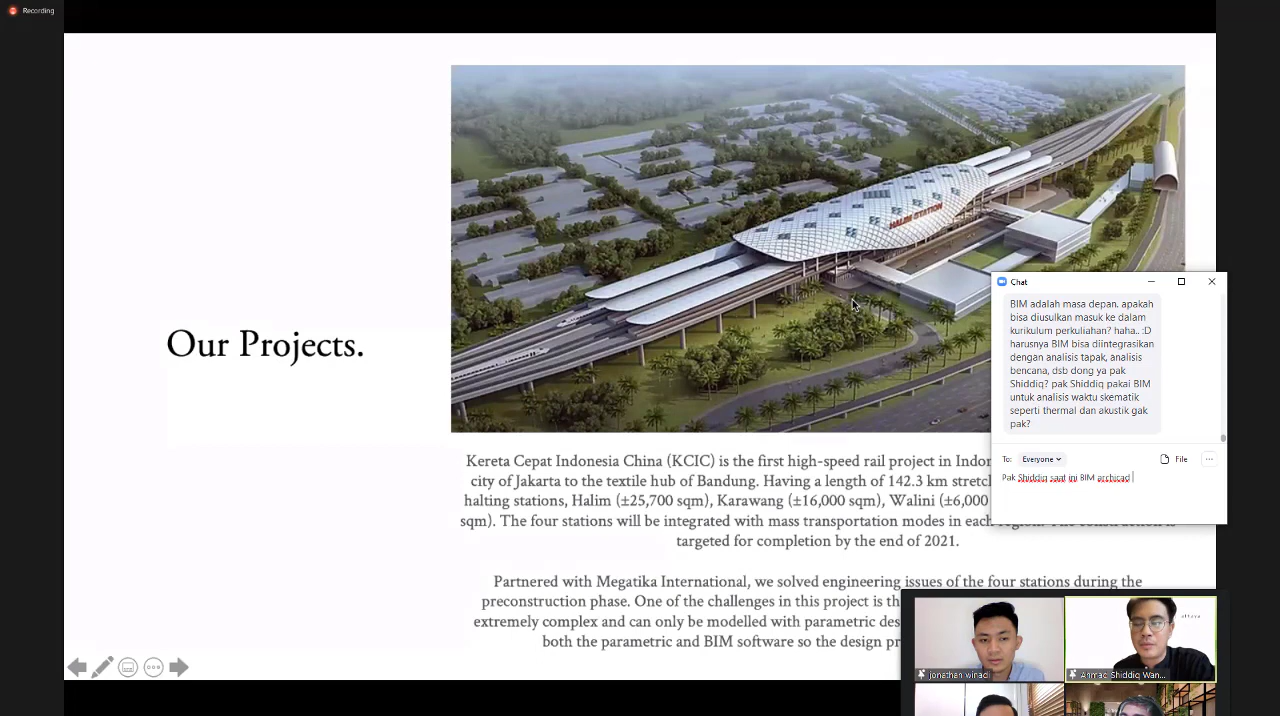 Recording
HALIM STATION
Our Projects.
Kereta Cepat Indonesia China (KCIC) is the first high-speed rail project in
city of Jakarta to the textile hub of Bandung. Having a length of 142.3 km
halting stations, Halim (±25,700 sqm), Karawang (±16,000 sqm), Walini (±6,000
sqm). The four stations will be integrated with mass transportation modes in each
targeted for completion by the end of 2021.
Partnered with Megatika International, we solved engineering issues of the four stations during the
preconstruction phase. One of the challenges in this project is
extremely complex and can only be modelled with parametric
both the parametric and BIM software so the design
Chat
BIM adalah masa depan. apakah
bisa diusulkan masuk ke dalam
kurikulum perkuliahan? haha.. :D
harusnya BIM bisa diintegrasikan
dengan analisis tapak, analisis
bencana, dsb dong ya pak
Shiddiq? pak Shiddiq pakai BIM
untuk analisis waktu skematik
seperti thermal dan akustik gak
pak?
To: Everyone
File
Pak Shiddiq saat ini BIM archicad
jonathan winadi
Ahmad Shiddiq Wan...